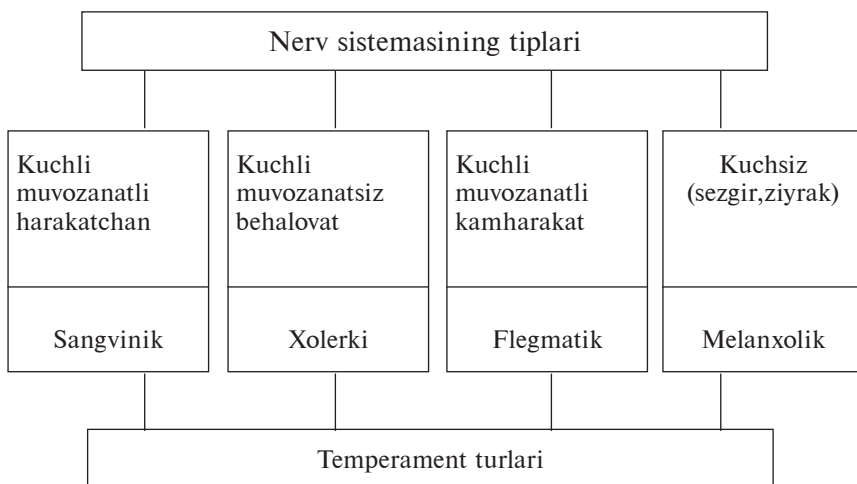 Nerv sistemasining tiplari
Kuchli
muvozanatli
harakatchan
Kuchli
muvozanatsiz
behalovat
Kuchli
muvozanatli
kamharakat
Kuchsiz
(sezgir,ziyrak)
Sangvinik
Xolerki
Flegmatik
Melanxolik
Temperament turlari